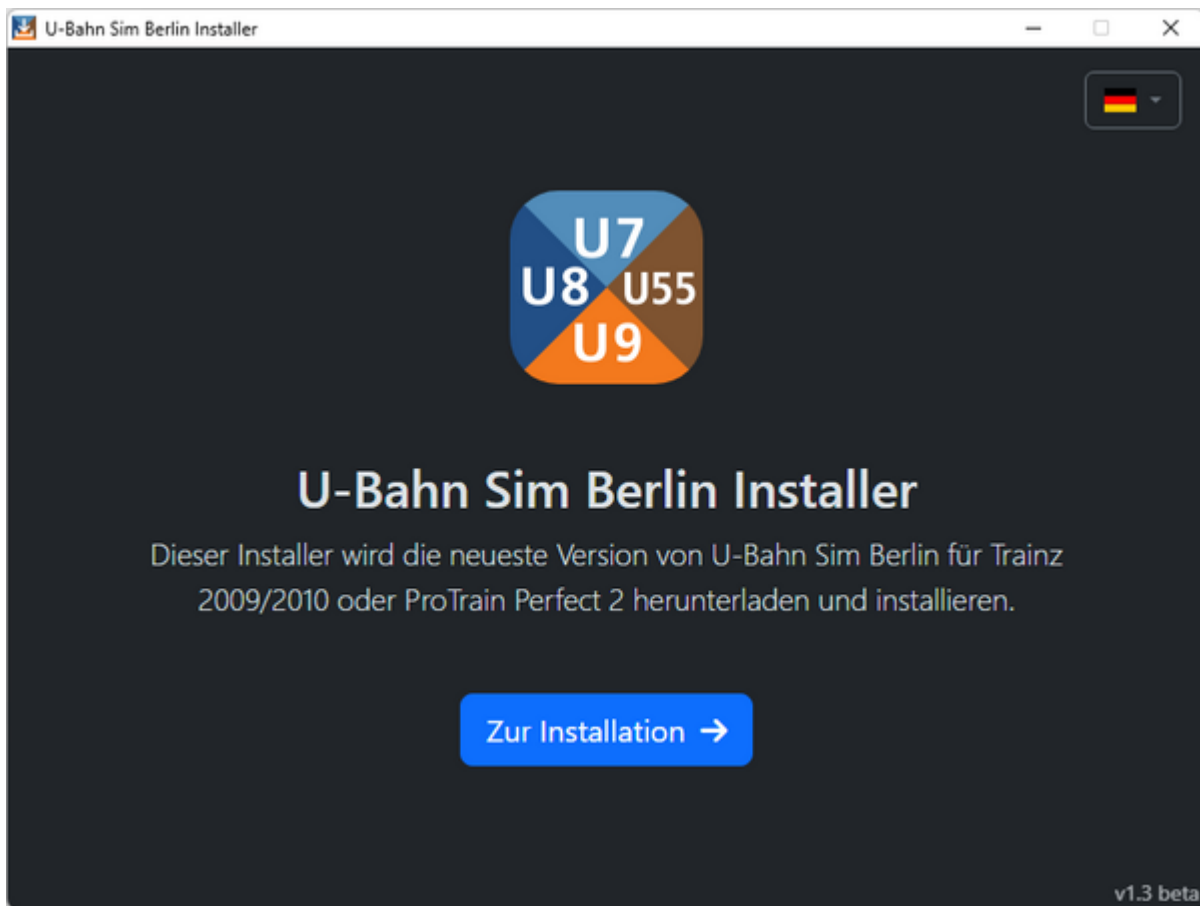 U-Bahn Sim Berlin Installer
U7
U8 U55
U9
U-Bahn Sim Berlin Installer
Dieser Installer wird die neueste Version von U-Bahn Sim Berlin für Trainz
2009/2010 oder ProTrain Perfect 2 herunterladen und installieren.
Zur Installation →
v1.3 beta